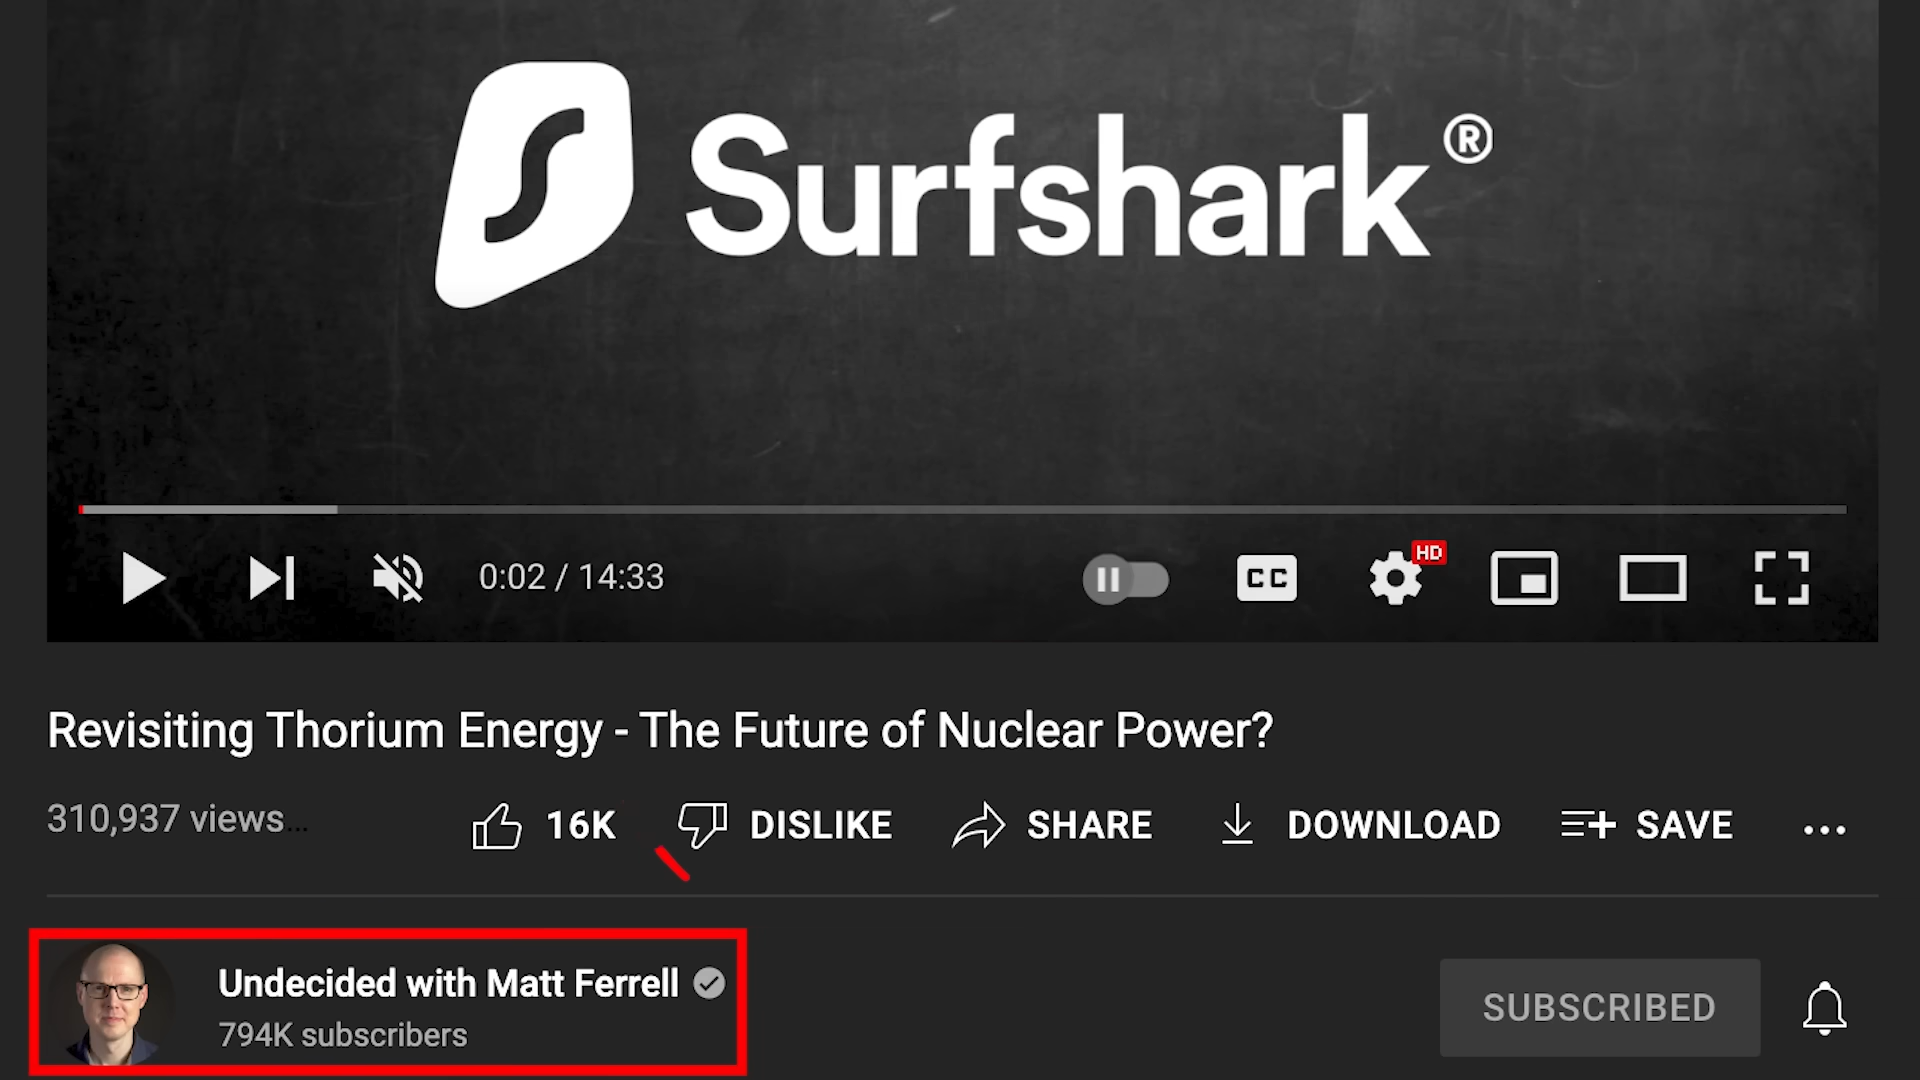 Surfshark®
0:02 / 14:33
CC
HD
Revisiting Thorium Energy - The Future of Nuclear Power?
310,937 views...
16K
DISLIKE
SHARE
DOWNLOAD
SAVE
Undecided with Matt Ferrell
794K subscribers
SUBSCRIBED